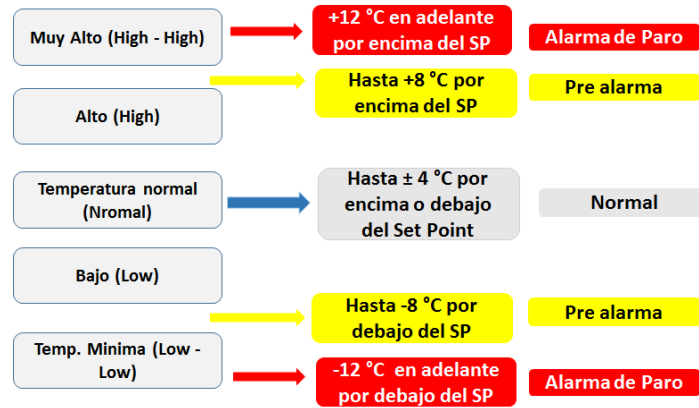 Muy Alto (High - High)
+12 °C en adelante
por encima del SP
Alarma de Paro
Alto (High)
Hasta +8 °C por
encima del SP
Pre alarma
Temperatura normal
(Nromal)
Hasta ± 4 °C por
encima o debajo
del Set Point
Normal
Bajo (Low)
Hasta -8 °C por
debajo del SP
Pre alarma
Temp. Minima (Low -
Low)
-12 °C en adelante
por debajo del SP
Alarma de Paro